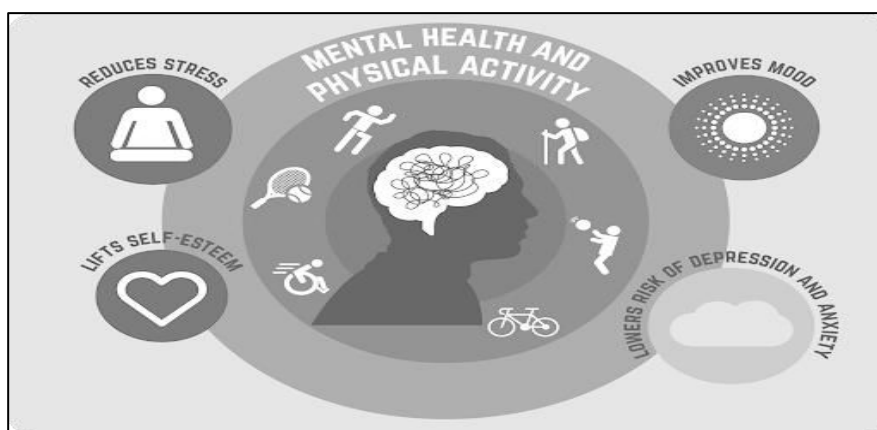 MENTAL HEALTH AND
PHYSICAL ACTIVITY
REDUCES STRESS
IMPROVES MOOD
LIFTS SELF-ESTEEM
LOWERS RISK OF DEPRESSION AND ANXIETY